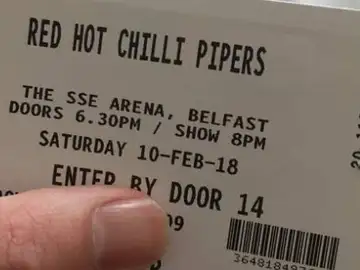 RED HOT CHILLI PIPERS
THE SSE ARENA, BELFAST
DOORS 6.30PM / SHOW 8PM
SATURDAY 10-FEB-18
ENTER BY DOOR 14